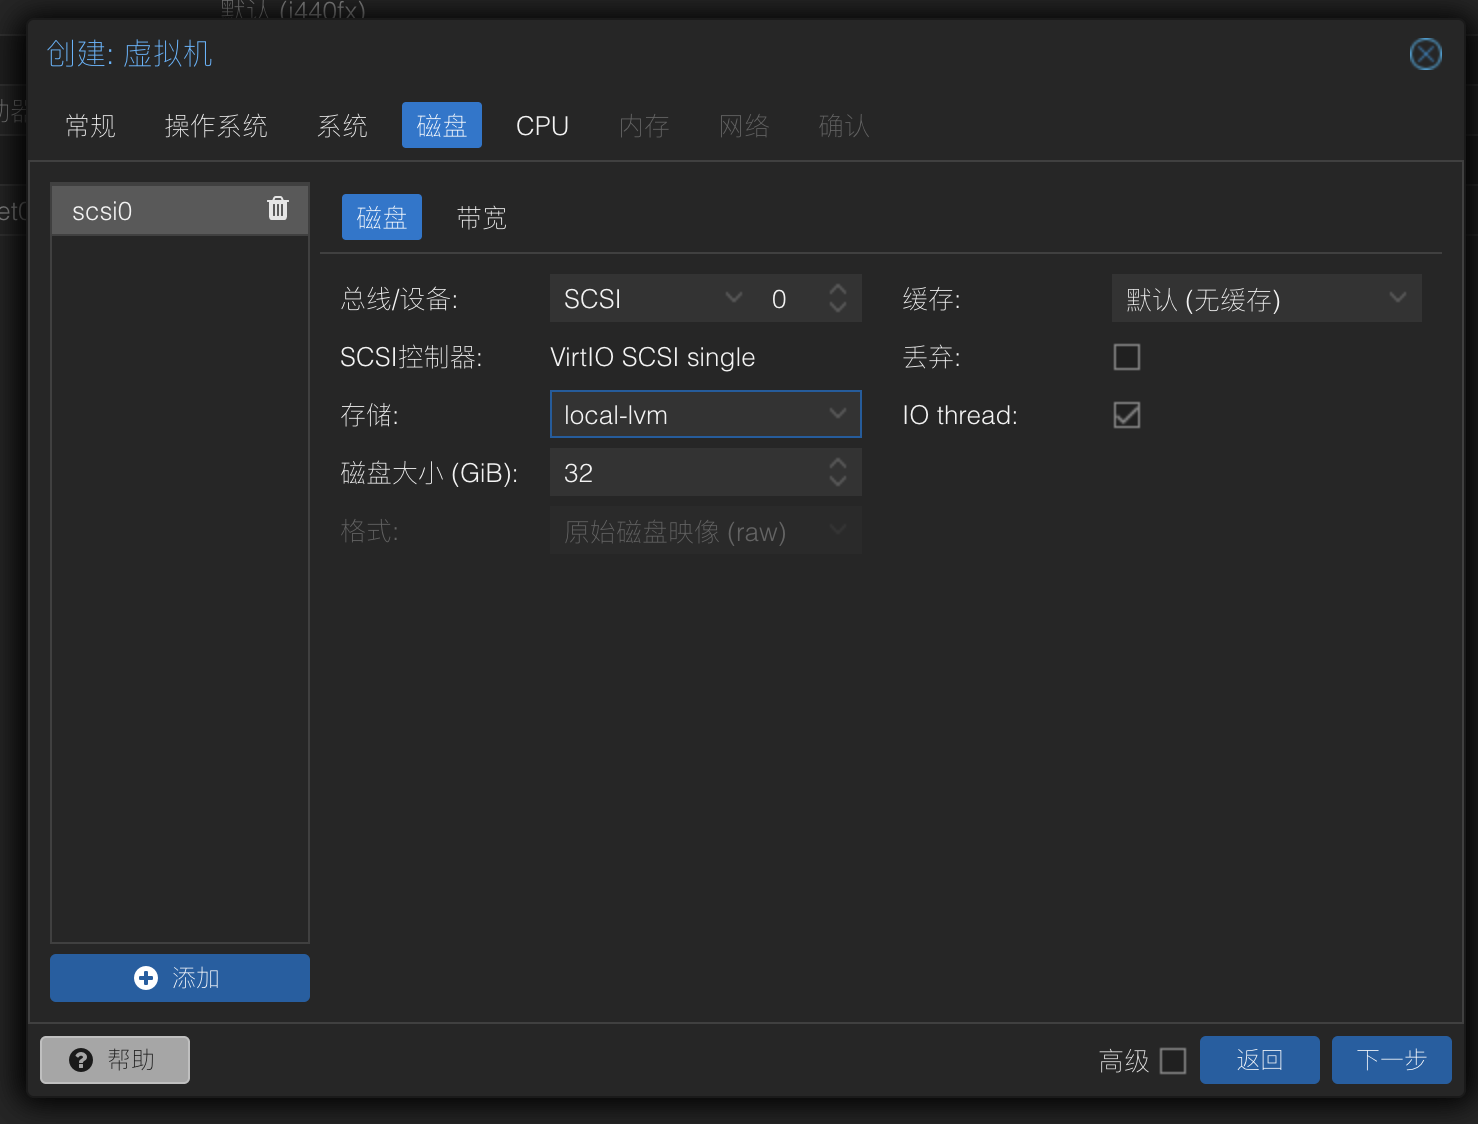 默认 (i440fx)
创建: 虚拟机
常规 操作系统 系统 磁盘 CPU 内存 网络 确认
scsi0
磁盘 带宽
总线/设备: SCSI 0 缓存: 默认 (无缓存)
SCSI控制器: VirtIO SCSI single 丢弃:
存储: local-lvm IO thread:
磁盘大小 (GiB): 32
格式: 原始磁盘映像 (raw)
添加
帮助 高级 返回 下一步